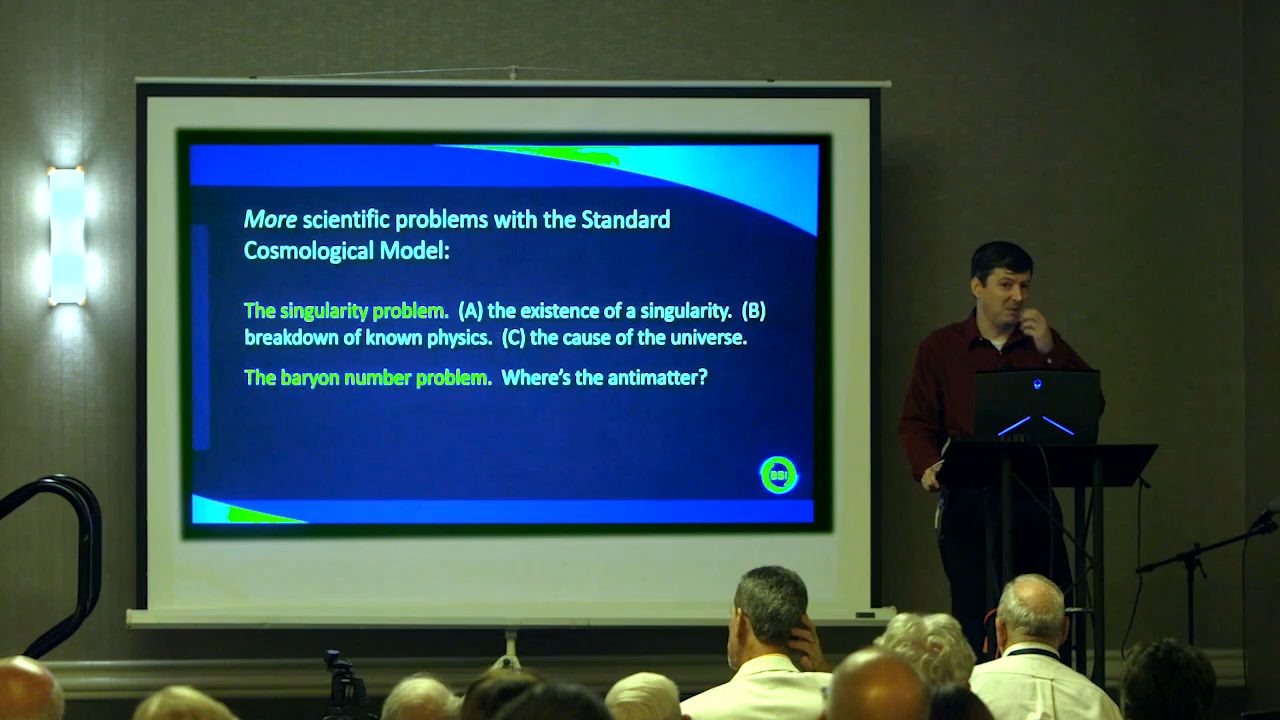 More scientific problems with the Standard
Cosmological Model:
The singularity problem. (A) the existence of a singularity. (B)
breakdown of known physics. (C) the cause of the universe.
The baryon number problem. Where's the antimatter?